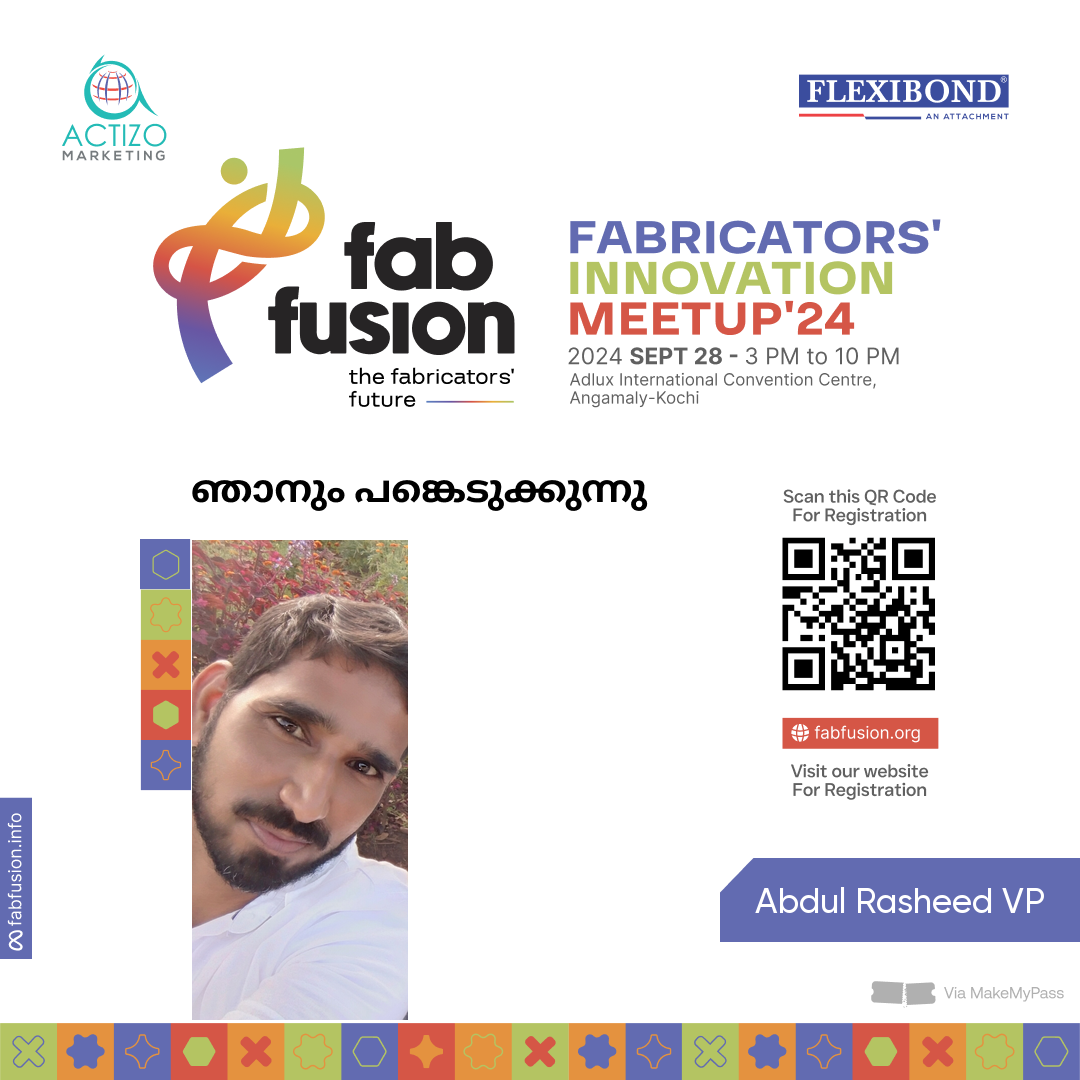 ACTIZO
MARKETING
FLEXIBOND®
AN ATTACHMENT
fab
fusion
the fabricators'
future
FABRICATORS'
INNOVATION
MEETUP'24
2024 SEPT 28 - 3 PM to 10 PM
Adlux International Convention Centre,
Angamaly-Kochi
ഞാനും പങ്കെടുക്കുന്നു
Scan this QR Code
For Registration
fabfusion.org
Visit our website
For Registration
fabfusion.info
Abdul Rasheed VP
Via MakeMyPass